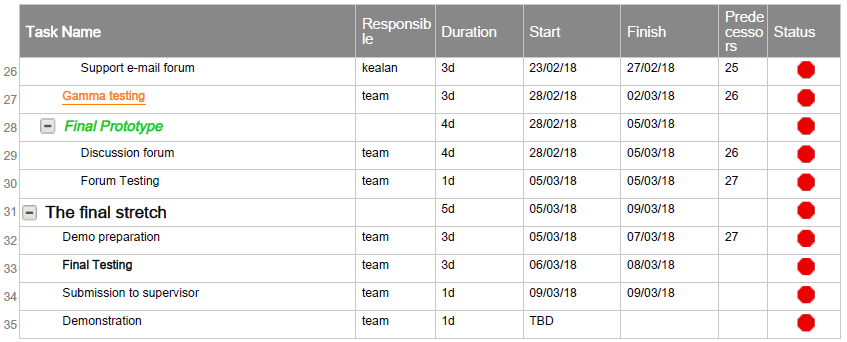 Task Name Responsib le Duration Start Finish Prede cesso rs Status
26 Support e-mail forum kealan 3d 23/02/18 27/02/18 25
27 Gamma testing team 3d 28/02/18 02/03/18 26
28 Final Prototype 4d 28/02/18 05/03/18
29 Discussion forum team 4d 28/02/18 05/03/18 26
30 Forum Testing team 1d 05/03/18 05/03/18 27
31 The final stretch 5d 05/03/18 09/03/18
32 Demo preparation team 3d 05/03/18 07/03/18 27
33 Final Testing team 3d 06/03/18 08/03/18
34 Submission to supervisor team 1d 09/03/18 09/03/18
35 Demonstration team 1d TBD